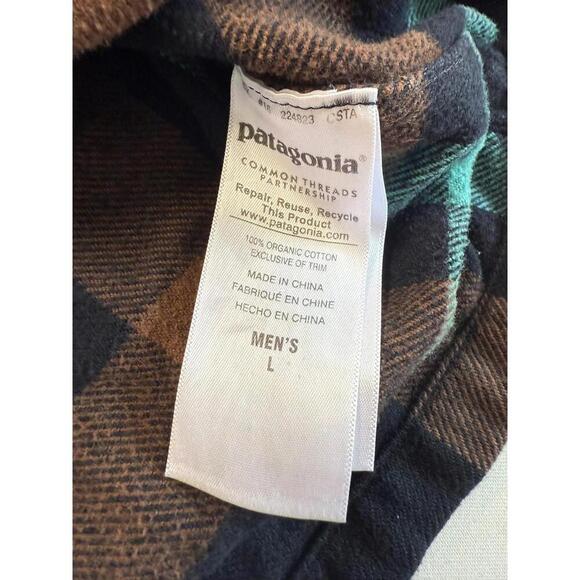 224823 CSTA
patagonia®
COMMON THREADS
PARTNERSHIP
Repair, Reuse, Recycle
This Product
www.patagonia.com
100% ORGANIC COTTON
EXCLUSIVE OF TRIM
MADE IN CHINA
FABRIQUÉ EN CHINE
HECHO EN CHINA
MEN'S
L